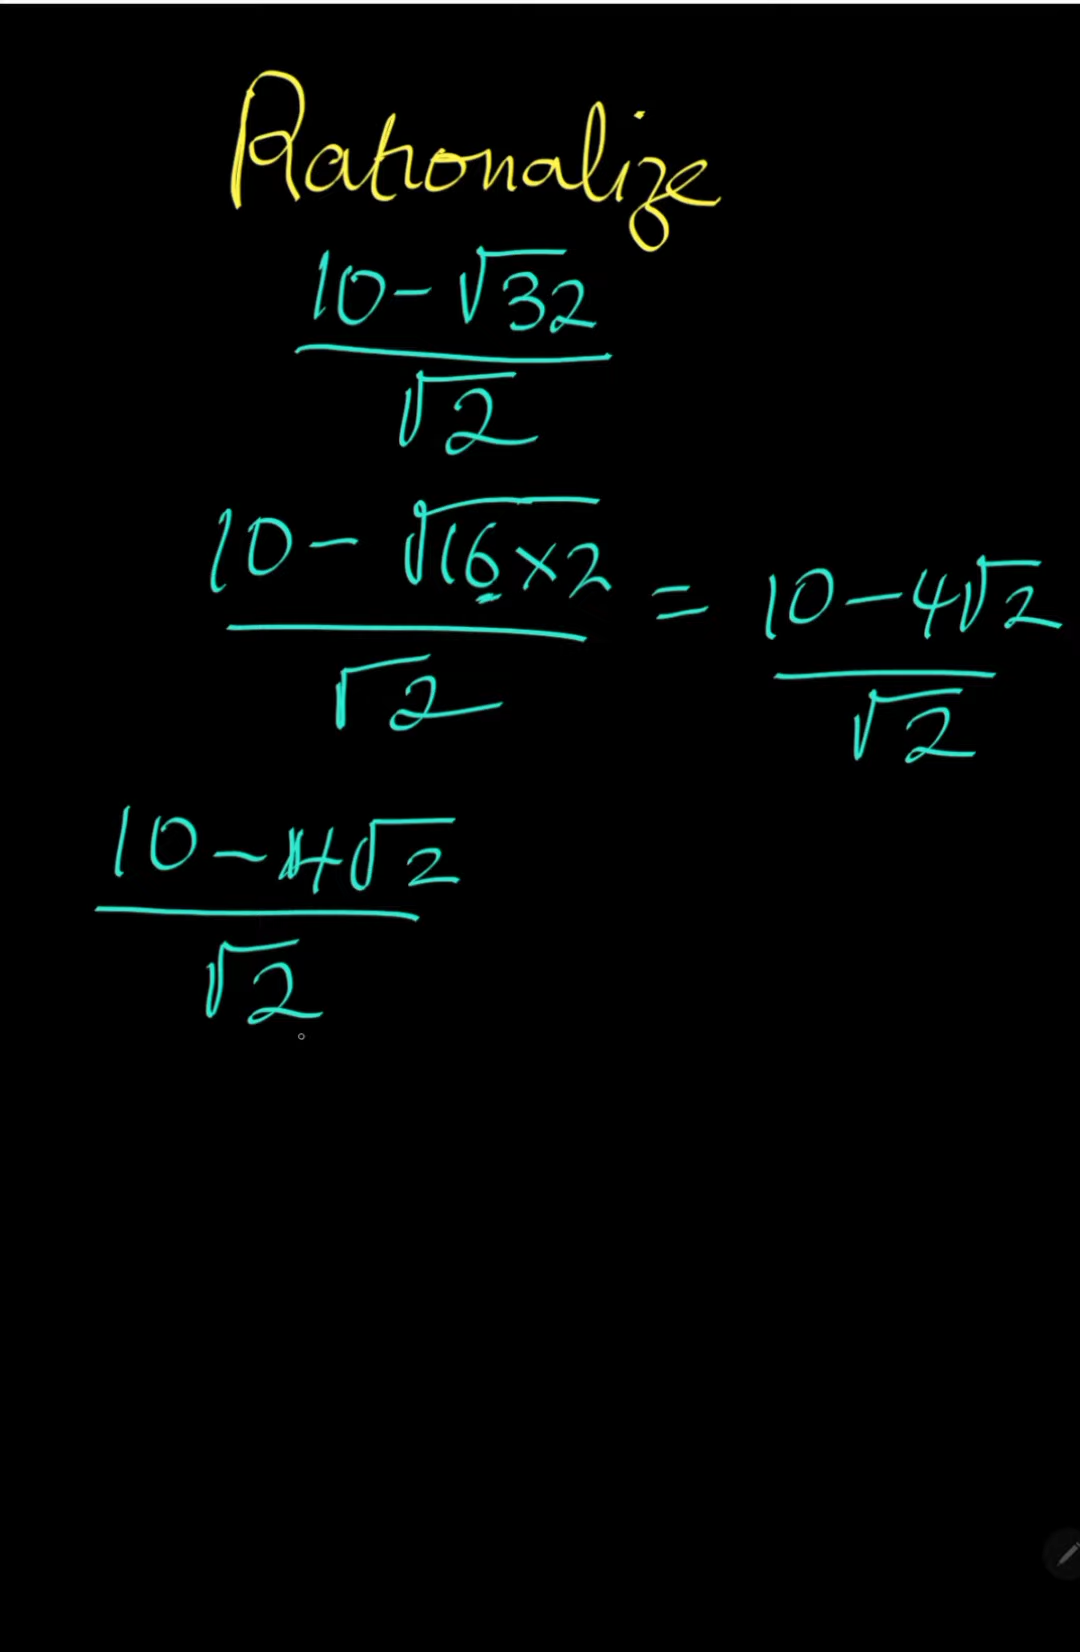 Rationalize
10-√32
√2
10-√16×2 = 10-4√2
√2 √2
10-4√2
√2